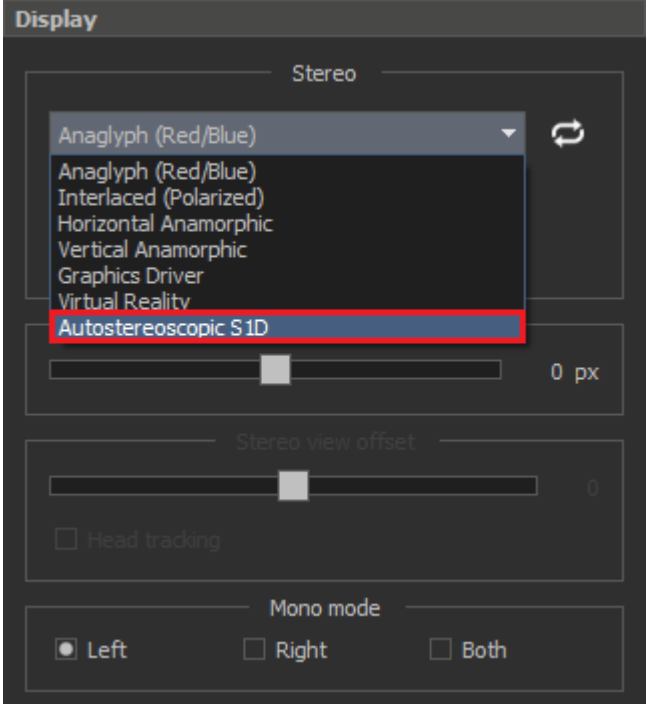 Display
Stereo
Anaglyph (Red/Blue)
Anaglyph (Red/Blue)
Interlaced (Polarized)
Horizontal Anamorphic
Vertical Anamorphic
Graphics Driver
Virtual Reality
Autostereoscopic S1D
0 px
Stereo view offset
0
Head tracking
Mono mode
Left Right Both